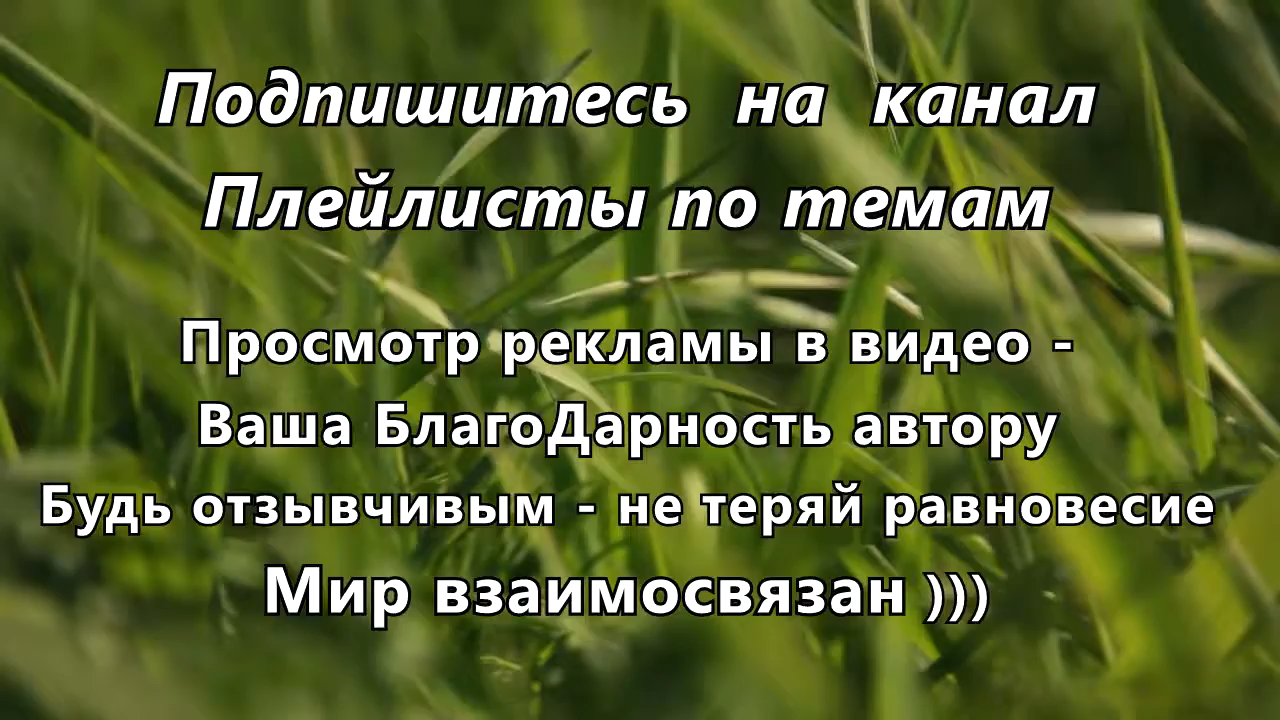 Подпишитесь на канал
Плейлисты по темам
Просмотр рекламы в видео -
Ваша БлагоДарность автору
Будь отзывчивым - не теряй равновесие
Мир взаимосвязан )))